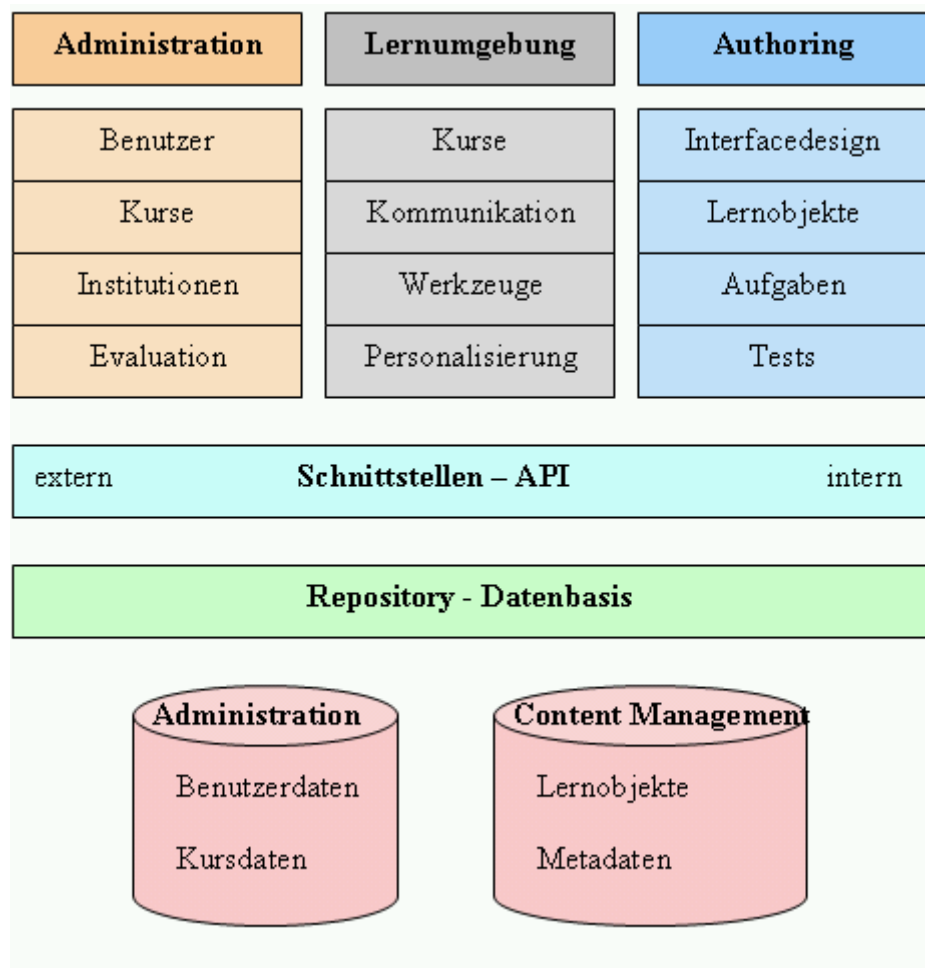 Administration
Benutzer
Kurse
Institutionen
Evaluation
Lernumgebung
Kurse
Kommunikation
Werkzeuge
Personalisierung
Authoring
Interfacedesign
Lernobjekte
Aufgaben
Tests
extern Schnittstellen – API intern
Repository - Datenbasis
Administration
Benutzerdaten
Kursdaten
Content Management
Lernobjekte
Metadaten